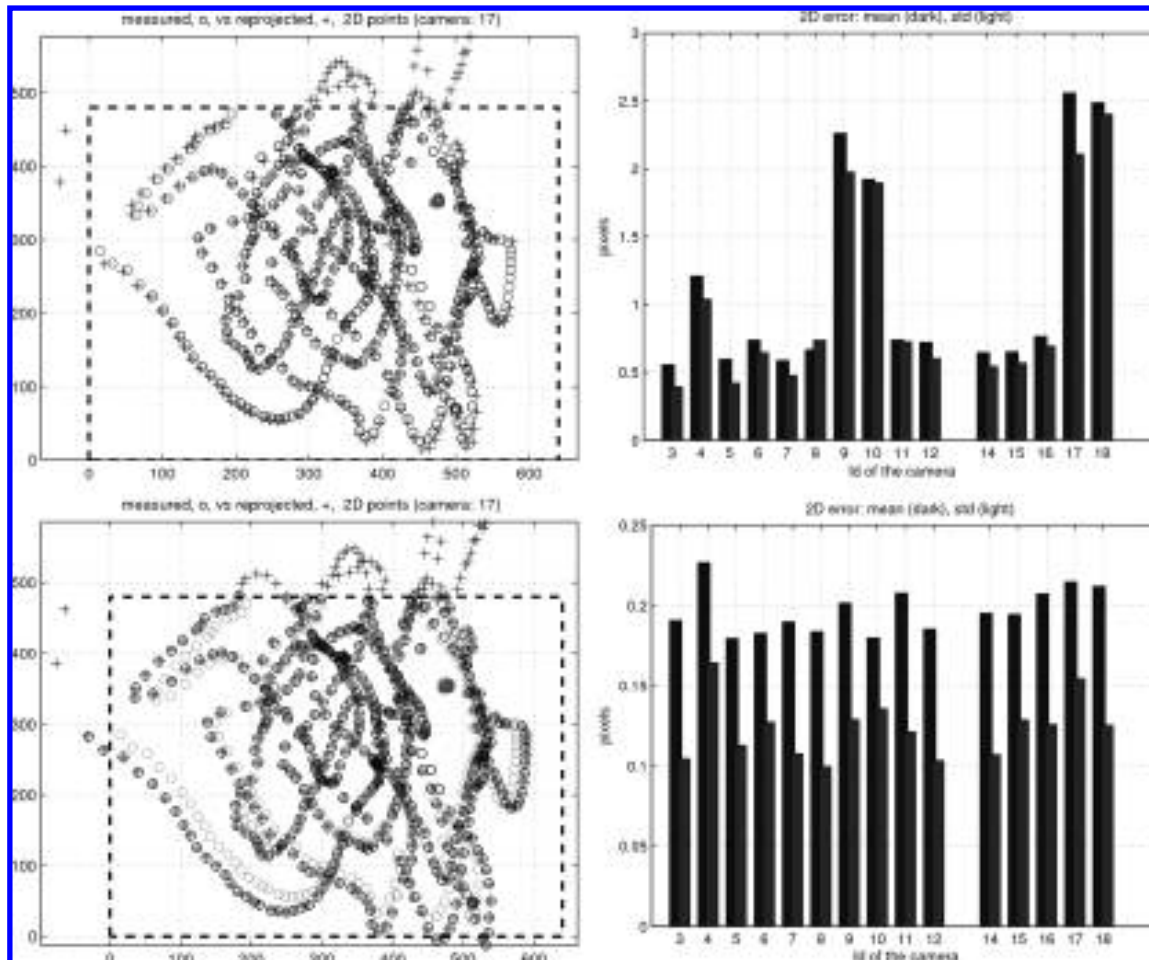 measured, o, vs reprojected, +, 2D points (camera: 17)
500
400
300
200
100
0
0 100 200 300 400 500 600
2D error: mean (dark), std (light)
3
2.5
2
1.5
1
0.5
0
pixels
3 4 5 6 7 8 9 10 11 12 14 15 16 17 18
Id of the camera
measured, o, vs reprojected, +, 2D points (camera: 17)
500
400
300
200
100
0
0 100 200 300 400 500 600
2D error: mean (dark), std (light)
0.25
0.2
0.15
0.1
0.05
0
pixels
3 4 5 6 7 8 9 10 11 12 14 15 16 17 18
Id of the camera